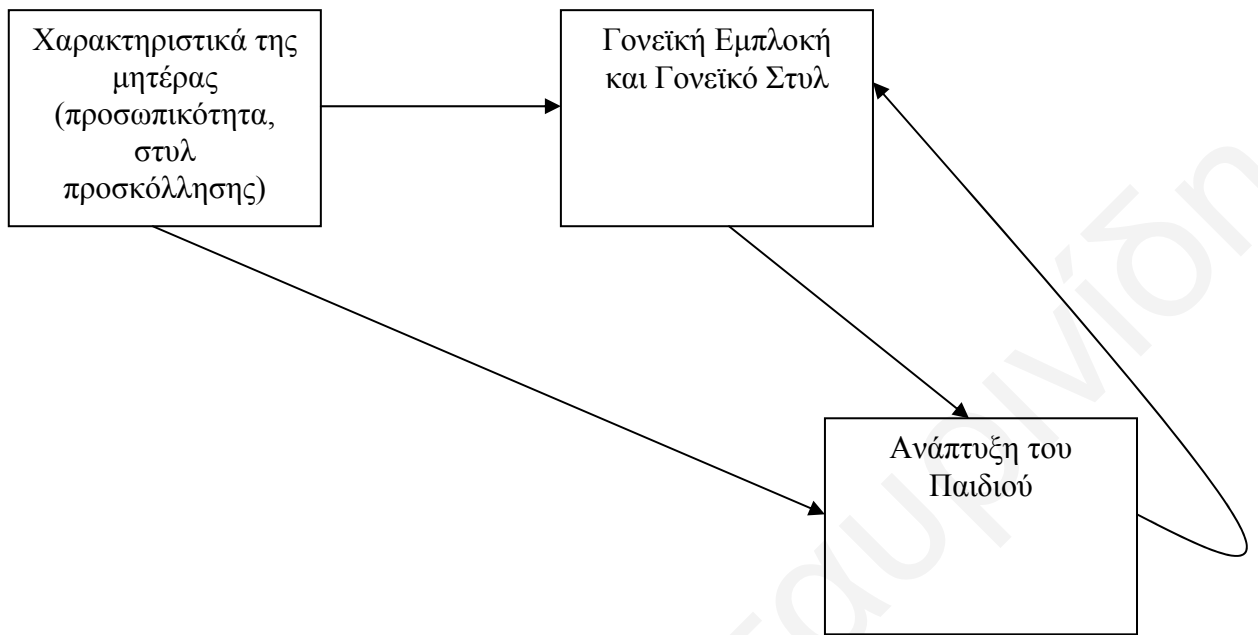 Χαρακτηριστικά της
μητέρας
(προσωπικότητα,
στυλ
προσκόλλησης)
Γονεϊκή Εμπλοκή
και Γονεϊκό Στυλ
Ανάπτυξη του
Παιδιού